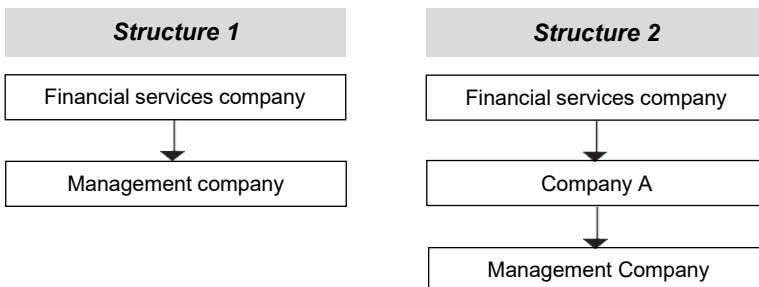 Structure 1
Financial services company
Management company
Structure 2
Financial services company
Company A
Management Company